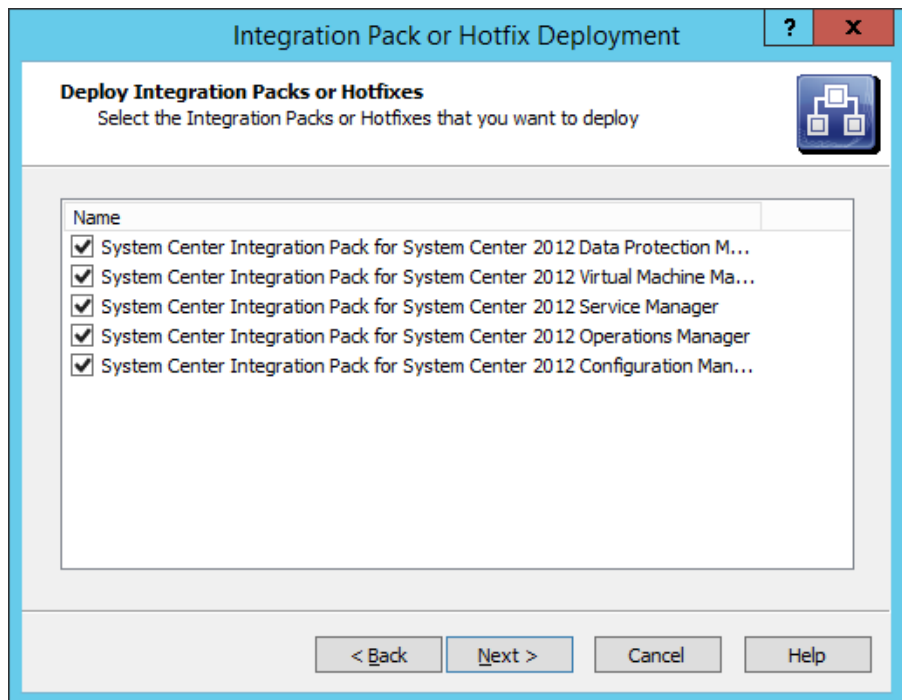 Integration Pack or Hotfix Deployment
? x
Deploy Integration Packs or Hotfixes
Select the Integration Packs or Hotfixes that you want to deploy
Name
System Center Integration Pack for System Center 2012 Data Protection M...
System Center Integration Pack for System Center 2012 Virtual Machine Ma...
System Center Integration Pack for System Center 2012 Service Manager
System Center Integration Pack for System Center 2012 Operations Manager
System Center Integration Pack for System Center 2012 Configuration Man...
< Back Next > Cancel Help